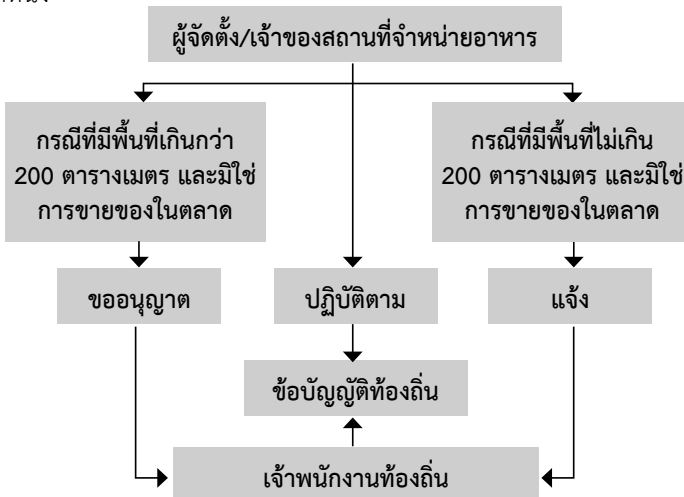 ผู้จัดตั้ง/เจ้าของสถานที่จำหน่ายอาหาร
กรณีที่มีพื้นที่เกินกว่า
200 ตารางเมตร และมิใช่
การขายของในตลาด
กรณีที่มีพื้นที่ไม่เกิน
200 ตารางเมตร และมิใช่
การขายของในตลาด
ขออนุญาต
ปฏิบัติตาม
แจ้ง
ข้อบัญญัติท้องถิ่น
เจ้าพนักงานท้องถิ่น